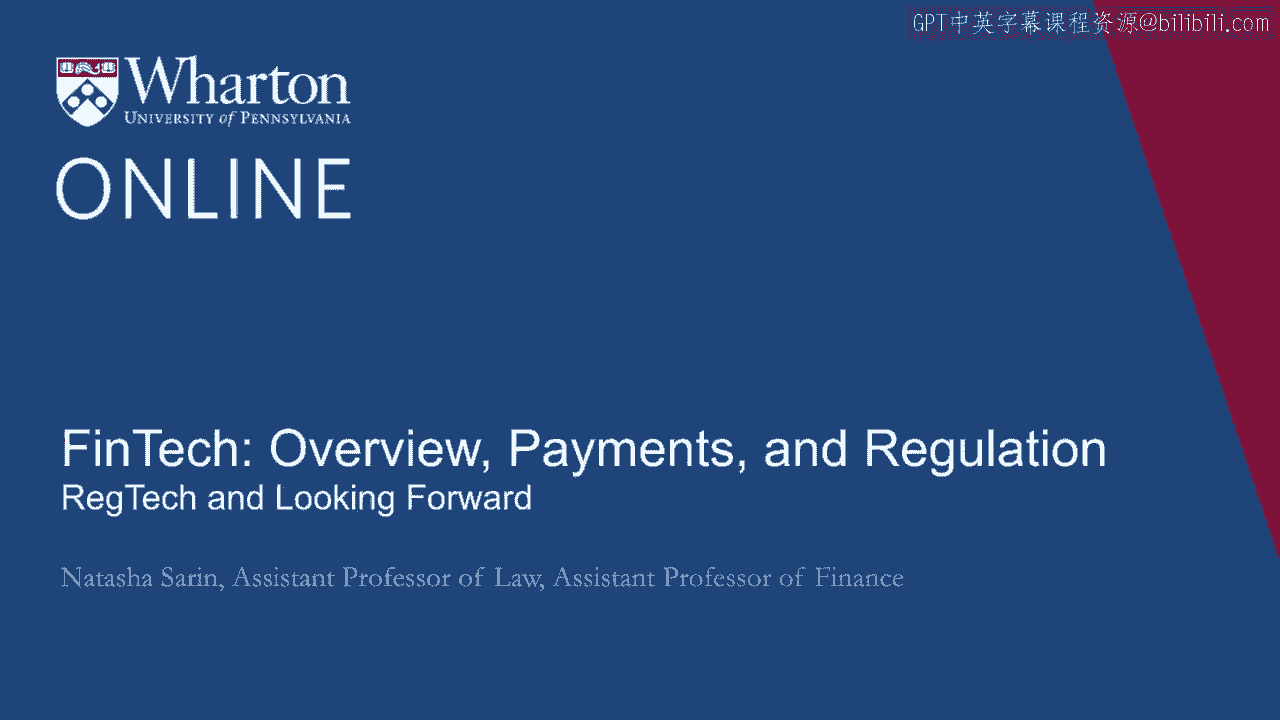 GPT中英字幕课程资源@bilibili.com
Wharton
UNIVERSITY of PENNSYLVANIA
ONLINE
FinTech: Overview, Payments, and Regulation
RegTech and Looking Forward
Natasha Sarin, Assistant Professor of Law, Assistant Professor of Finance